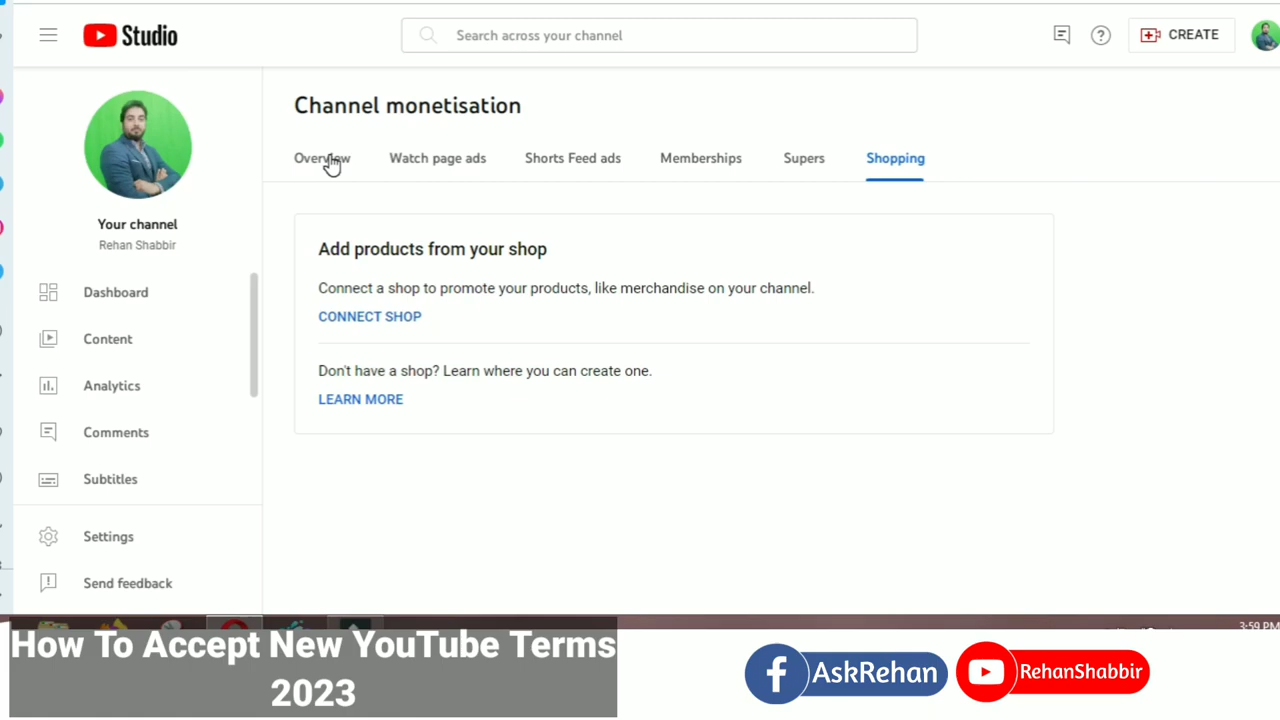 Studio
Search across your channel
CREATE
Channel monetisation
Overview
Watch page ads
Shorts Feed ads
Memberships
Supers
Shopping
Your channel
Rehan Shabbir
Dashboard
Content
Analytics
Comments
Subtitles
Settings
Send feedback
Add products from your shop
Connect a shop to promote your products, like merchandise on your channel.
CONNECT SHOP
Don't have a shop? Learn where you can create one.
LEARN MORE
3:59 PM
How To Accept New YouTube Terms
2023
AskRehan
RehanShabbir